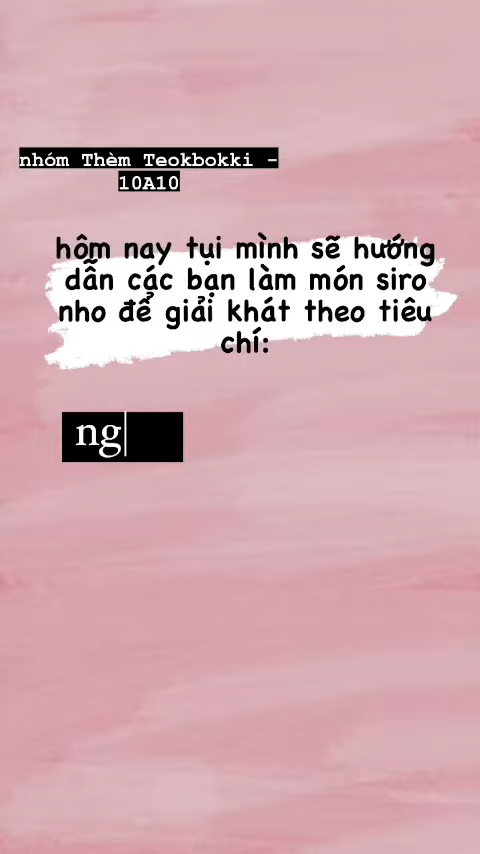 nhóm Thèm Teokbokki -
10A10
hôm nay tụi mình sẽ hướng
dẫn các bạn làm món siro
nho để giải khát theo tiêu
chí:
ng